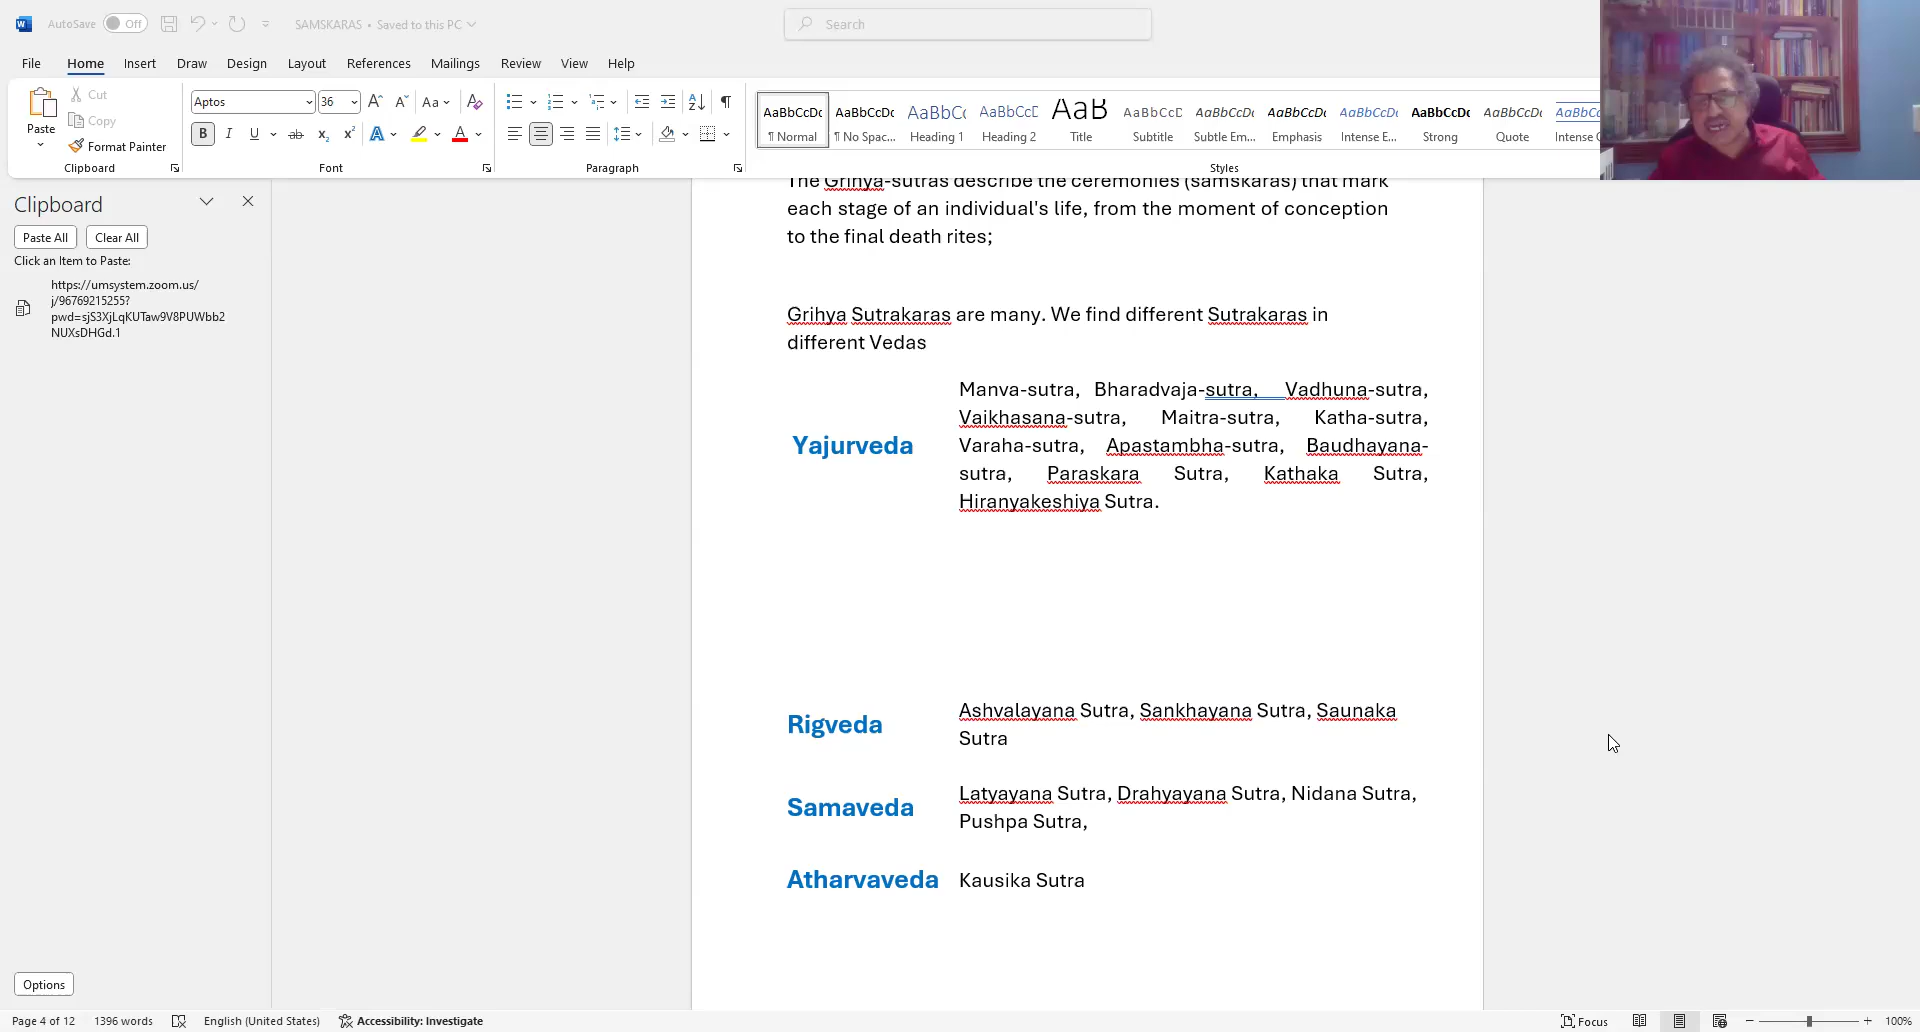 AutoSave Off SAMSKARAS • Saved to this PC Search
File Home Insert Draw Design Layout References Mailings Review View Help
Paste Cut Copy Format Painter
Clipboard
Aptos 36
Font
Paragraph
AaBbCcDc AaBbCcDc AaBbCc AaBbCcD AaB AaBbCcD AaBbCcDc AaBbCcDc AaBbCcDc AaBbCcDc AaBbCcDc AaBbCc
¶ Normal ¶ No Spac... Heading 1 Heading 2 Title Subtitle Subtle Em... Emphasis Intense E... Strong Quote Intense
Styles
Clipboard
Paste All Clear All
Click an Item to Paste:
https://umsystem.zoom.us/
j/96769215255?
pwd=sjS3XjLqKUTaw9V8PUWbb2
NUXsDHGd.1
Options
The Grihya-sutras describe the ceremonies (samskaras) that mark
each stage of an individual's life, from the moment of conception
to the final death rites;
Grihya Sutrakaras are many. We find different Sutrakaras in
different Vedas
Yajurveda
Manva-sutra, Bharadvaja-sutra, Vadhuna-sutra,
Vaikhasana-sutra, Maitra-sutra, Katha-sutra,
Varaha-sutra, Apastambha-sutra, Baudhayana-
sutra, Paraskara Sutra, Kathaka Sutra,
Hiranyakeshiya Sutra.
Rigveda
Ashvalayana Sutra, Sankhayana Sutra, Saunaka
Sutra
Samaveda
Latyayana Sutra, Drahyayana Sutra, Nidana Sutra,
Pushpa Sutra,
Atharvaveda Kausika Sutra
Page 4 of 12 1396 words English (United States) Accessibility: Investigate Focus 100%